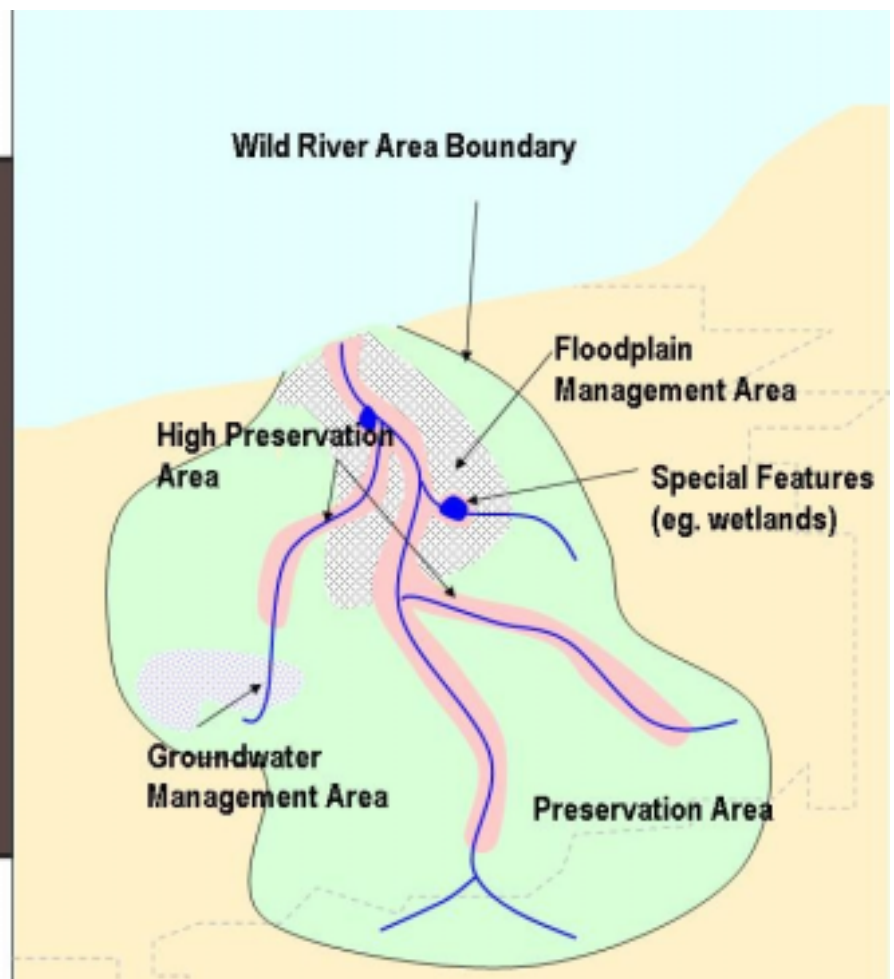 Wild River Area Boundary
Floodplain
Management Area
High Preservation
Area
Special Features
(eg. wetlands)
Groundwater
Management Area
Preservation Area